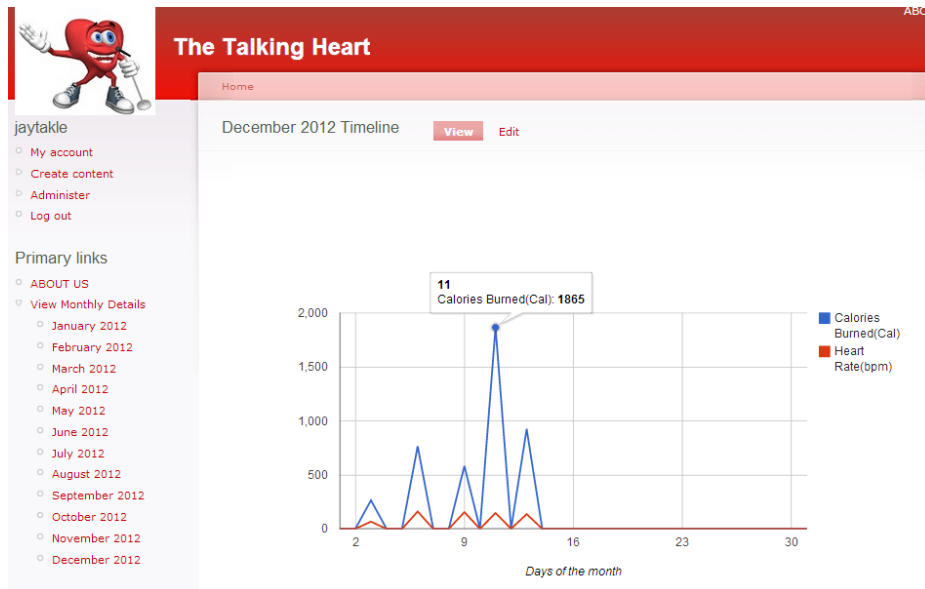 ABO
The Talking Heart
Home
jaytakle
My account
Create content
Administer
Log out
Primary links
ABOUT US
View Monthly Details
January 2012
February 2012
March 2012
April 2012
May 2012
June 2012
July 2012
August 2012
September 2012
October 2012
November 2012
December 2012
December 2012 Timeline View Edit
11
Calories Burned(Cal): 1865
2,000
1,500
1,000
500
0
2 9 16 23 30
Days of the month
Calories
Burned(Cal)
Heart
Rate(bpm)